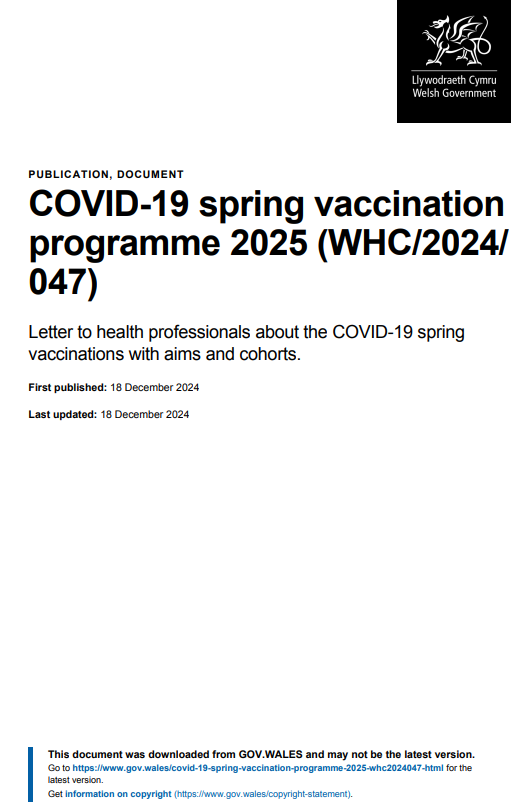 Llywodraeth Cymru
Welsh Government
PUBLICATION, DOCUMENT
COVID-19 spring vaccination
programme 2025 (WHC/2024/
047)
Letter to health professionals about the COVID-19 spring
vaccinations with aims and cohorts.
First published: 18 December 2024
Last updated: 18 December 2024
This document was downloaded from GOV.WALES and may not be the latest version.
Go to https://www.gov.wales/covid-19-spring-vaccination-programme-2025-whc2024047-html for the
latest version.
Get information on copyright (https://www.gov.wales/copyright-statement).